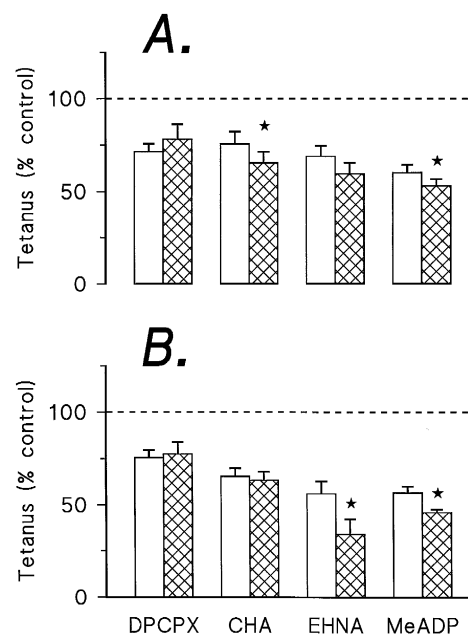 A.
Tetanus (% control)
100
50
0
★
★
B.
Tetanus (% control)
100
50
0
★
★
DPCPX CHA EHNA MeADP